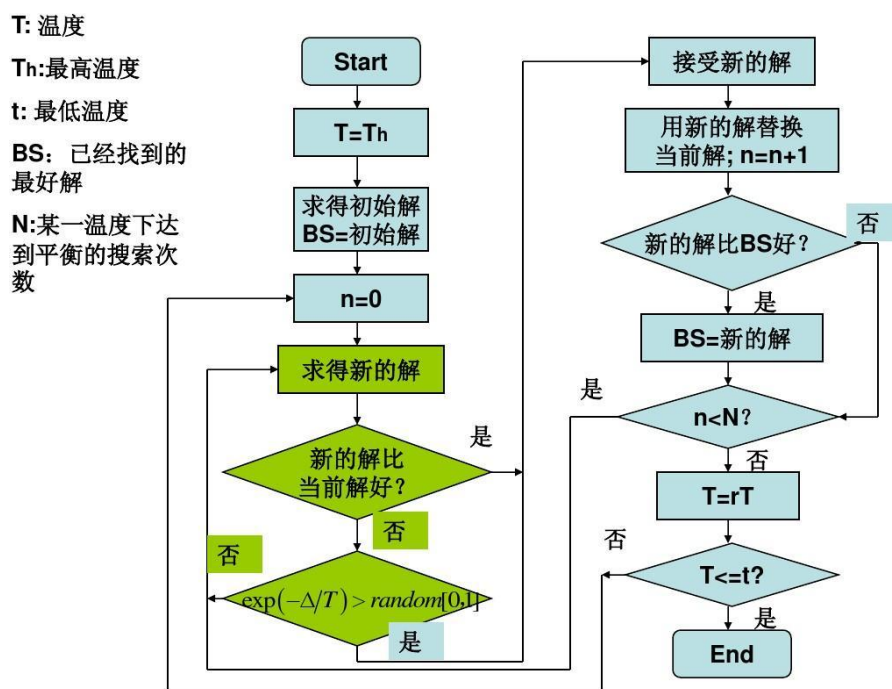 T: 温度
Th:最高温度
t: 最低温度
BS：已经找到的
最好解
N:某一温度下达
到平衡的搜索次
数
Start
T=Th
求得初始解
BS=初始解
n=0
求得新的解
新的解比
当前解好？
是
否
否
exp(−Δ/T) > random[0,1]
是
接受新的解
用新的解替换
当前解; n=n+1
新的解比BS好？
否
是
BS=新的解
是
n<N？
否
T=rT
否
T<=t?
是
End